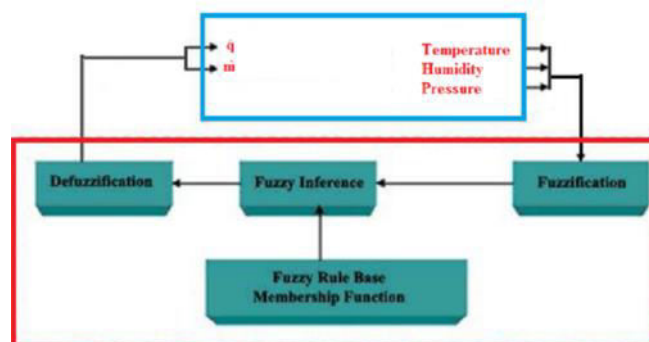 q̇
ṁ
Temperature
Humidity
Pressure
Defuzzification
Fuzzy Inference
Fuzzification
Fuzzy Rule Base
Membership Function